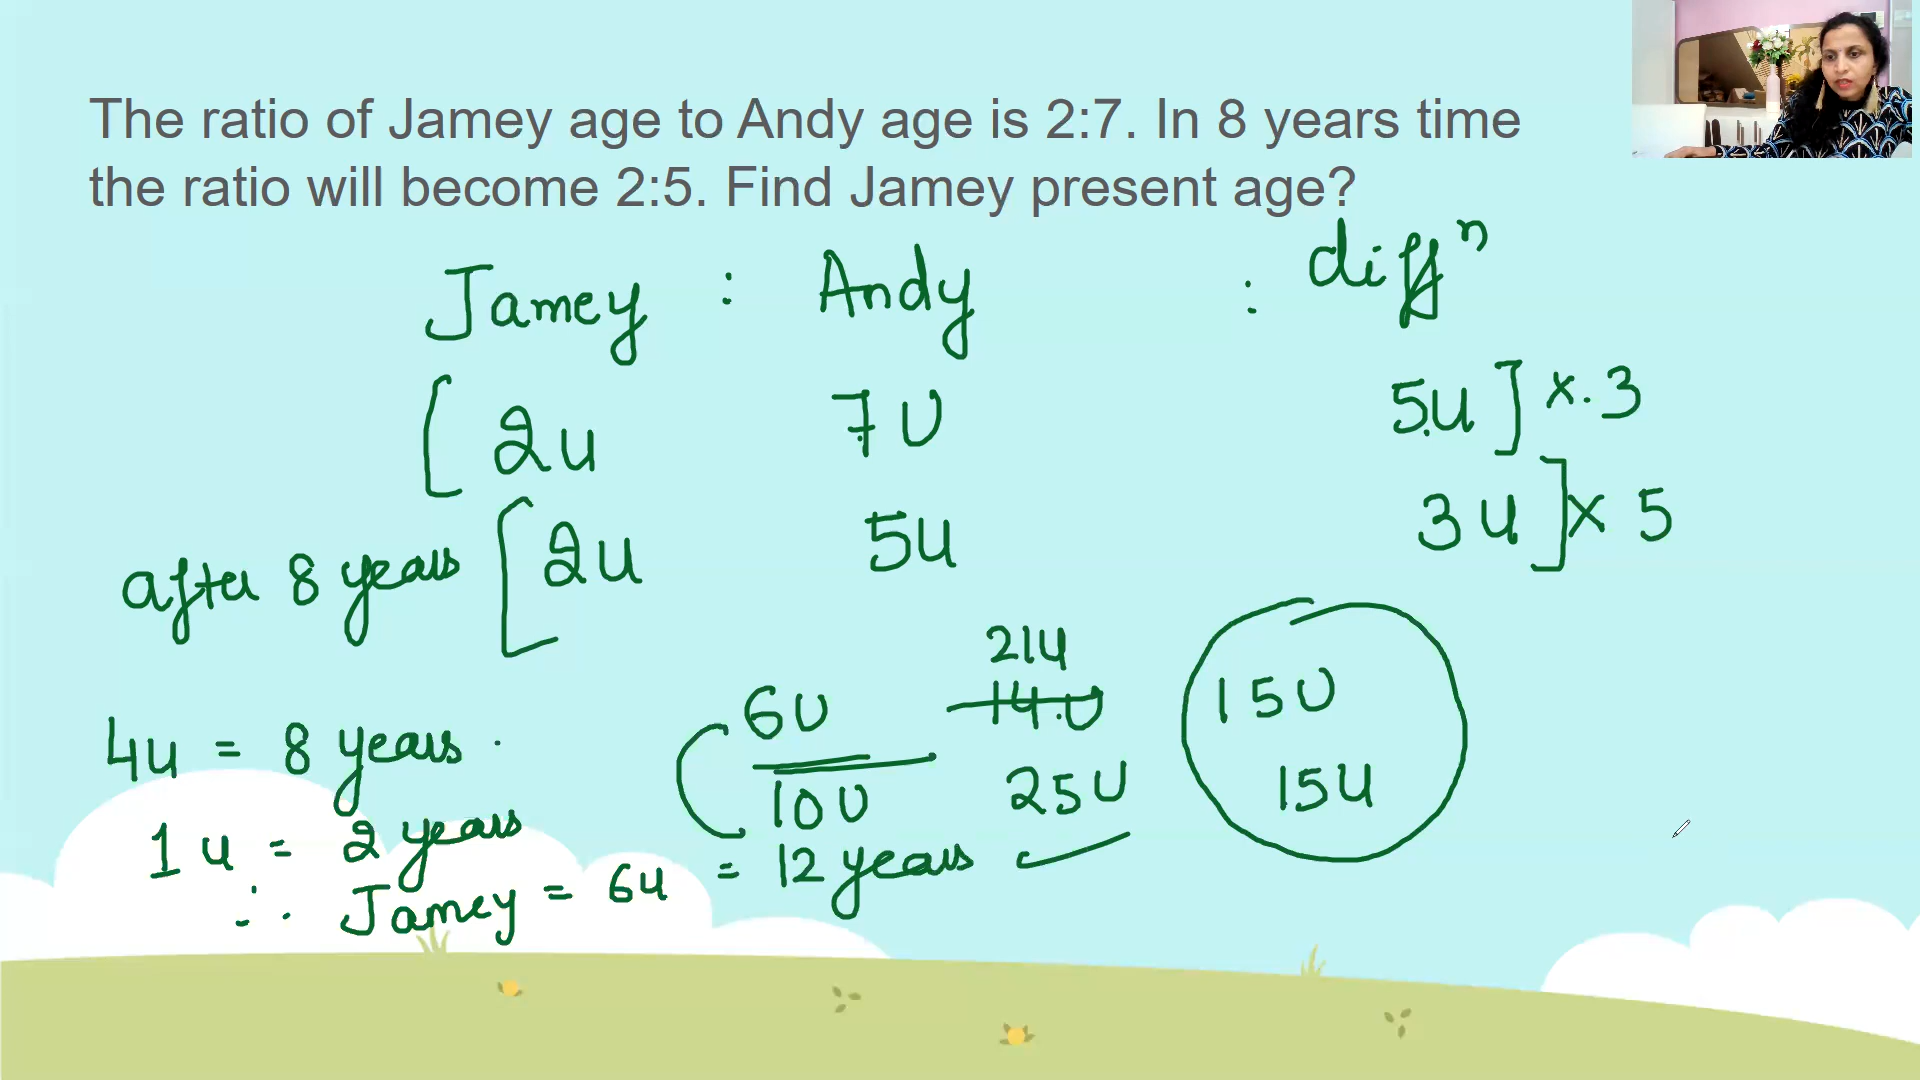 The ratio of Jamey age to Andy age is 2:7. In 8 years time
the ratio will become 2:5. Find Jamey present age?
Jamey : Andy : diffⁿ
[ 2u 7u 5u ] x 3
after 8 years [ 2u 5u 3u ] x 5
21u
6u 14u 15u
4u = 8 years
10u 25u 15u
1u = 2 years
∴ Jamey = 6u = 12 years